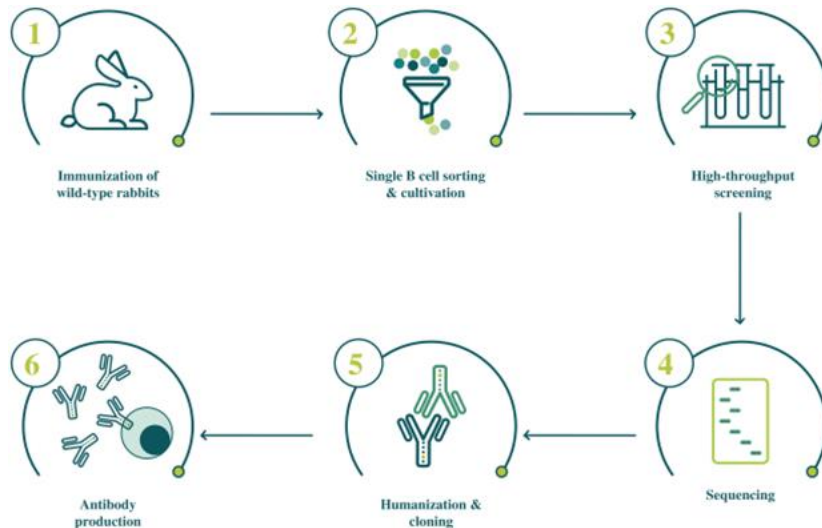 1
2
3
Immunization of
wild-type rabbits
Single B cell sorting
& cultivation
High-throughput
screening
6
5
4
Antibody
production
Humanization &
cloning
Sequencing